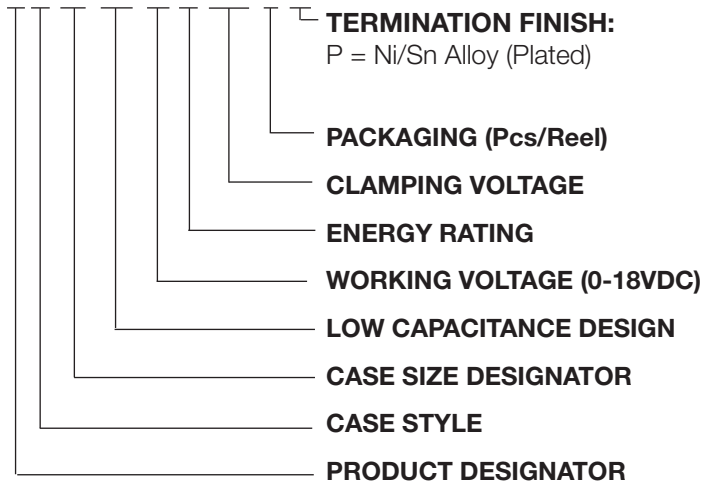 TERMINATION FINISH:
P = Ni/Sn Alloy (Plated)
PACKAGING (Pcs/Reel)
CLAMPING VOLTAGE
ENERGY RATING
WORKING VOLTAGE (0-18VDC)
LOW CAPACITANCE DESIGN
CASE SIZE DESIGNATOR
CASE STYLE
PRODUCT DESIGNATOR